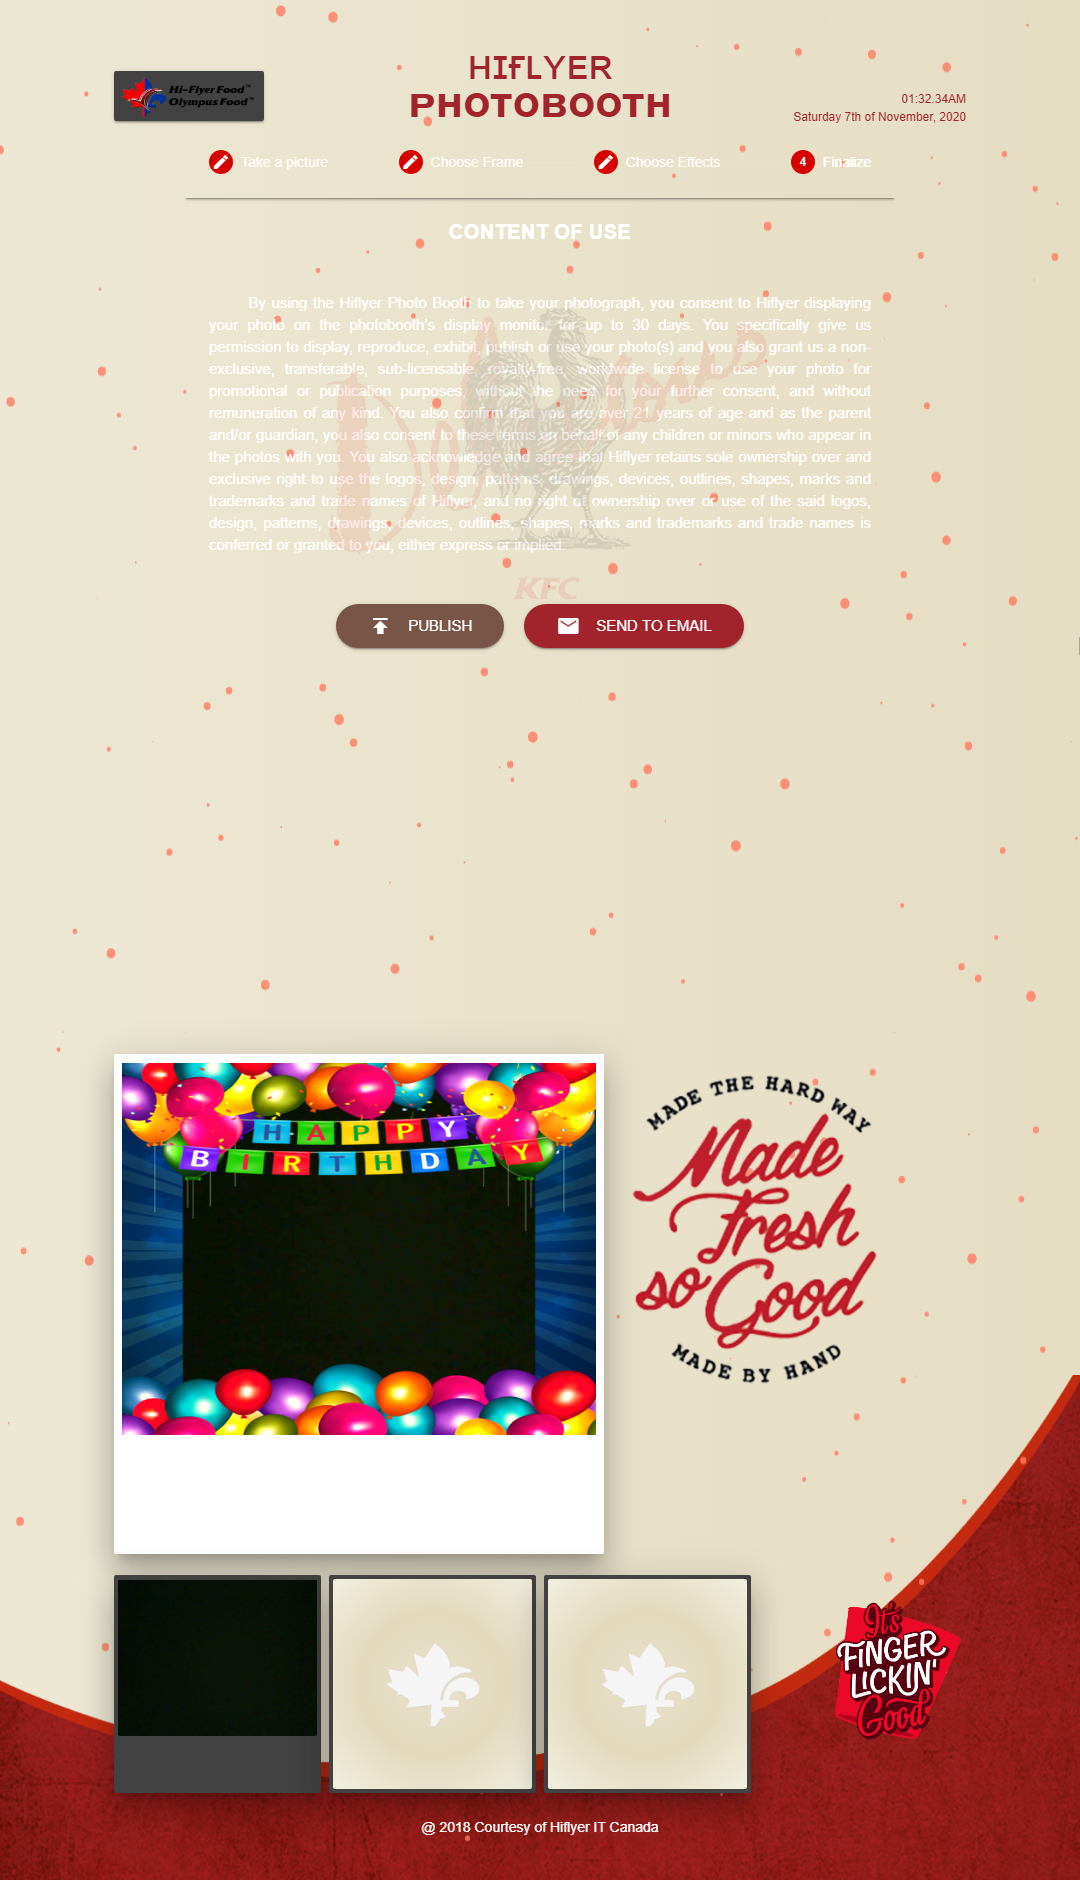 Hi-Flyer Food™
Olympus Food™
HIFLYER
PHOTOBOOTH
01:32.34AM
Saturday 7th of November, 2020
Take a picture
Choose Frame
Choose Effects
4 Finalize
CONTENT OF USE
By using the Hiflyer Photo Booth to take your photograph, you consent to Hiflyer displaying
your photo on the photobooth's display monitor for up to 30 days. You specifically give us
permission to display, reproduce, exhibit, publish or use your photo(s) and you also grant us a non-
exclusive, transferable, sub-licensable, royalty-free, worldwide license to use your photo for
promotional or publication purposes, without the need for your further consent, and without
remuneration of any kind. You also confirm that you are over 21 years of age and as the parent
and/or guardian, you also consent to these terms on behalf of any children or minors who appear in
the photos with you. You also acknowledge and agree that Hiflyer retains sole ownership over and
exclusive right to use the logos, design, patterns, drawings, devices, outlines, shapes, marks and
trademarks and trade names of Hiflyer, and no right of ownership over or use of the said logos,
design, patterns, drawings, devices, outlines, shapes, marks and trademarks and trade names is
conferred or granted to you, either express or implied.
KFC
PUBLISH
SEND TO EMAIL
HAPPY
BIRTHDAY
MADE THE HARD WAY
Made
Fresh
so Good
MADE BY HAND
It's
FINGER
LICKIN'
Good
@ 2018 Courtesy of Hiflyer IT Canada